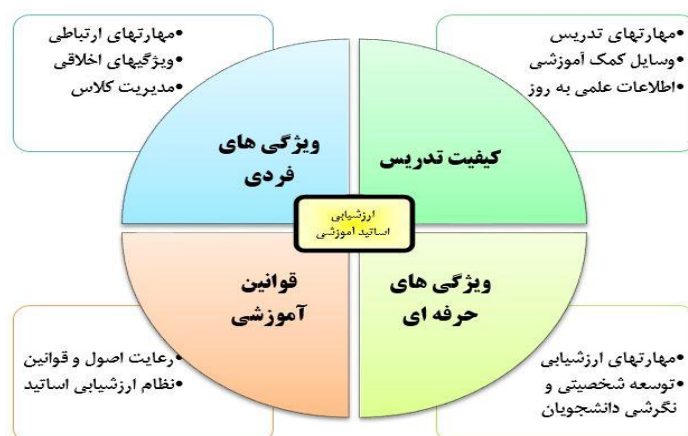 •مهارتهای تدریس
•وسایل کمک آموزشی
•اطلاعات علمی به روز
•مهارتهای ارتباطی
•ویژگیهای اخلاقی
•مدیریت کلاس
کیفیت تدریس
ویژگی های
فردی
ارزشیابی
اساتید آموزشی
ویژگی های
حرفه ای
قوانین
آموزشی
•مهارتهای ارزشیابی
•توسعه شخصیتی و
نگرشی دانشجویان
•رعایت اصول و قوانین
•نظام ارزشیابی اساتید